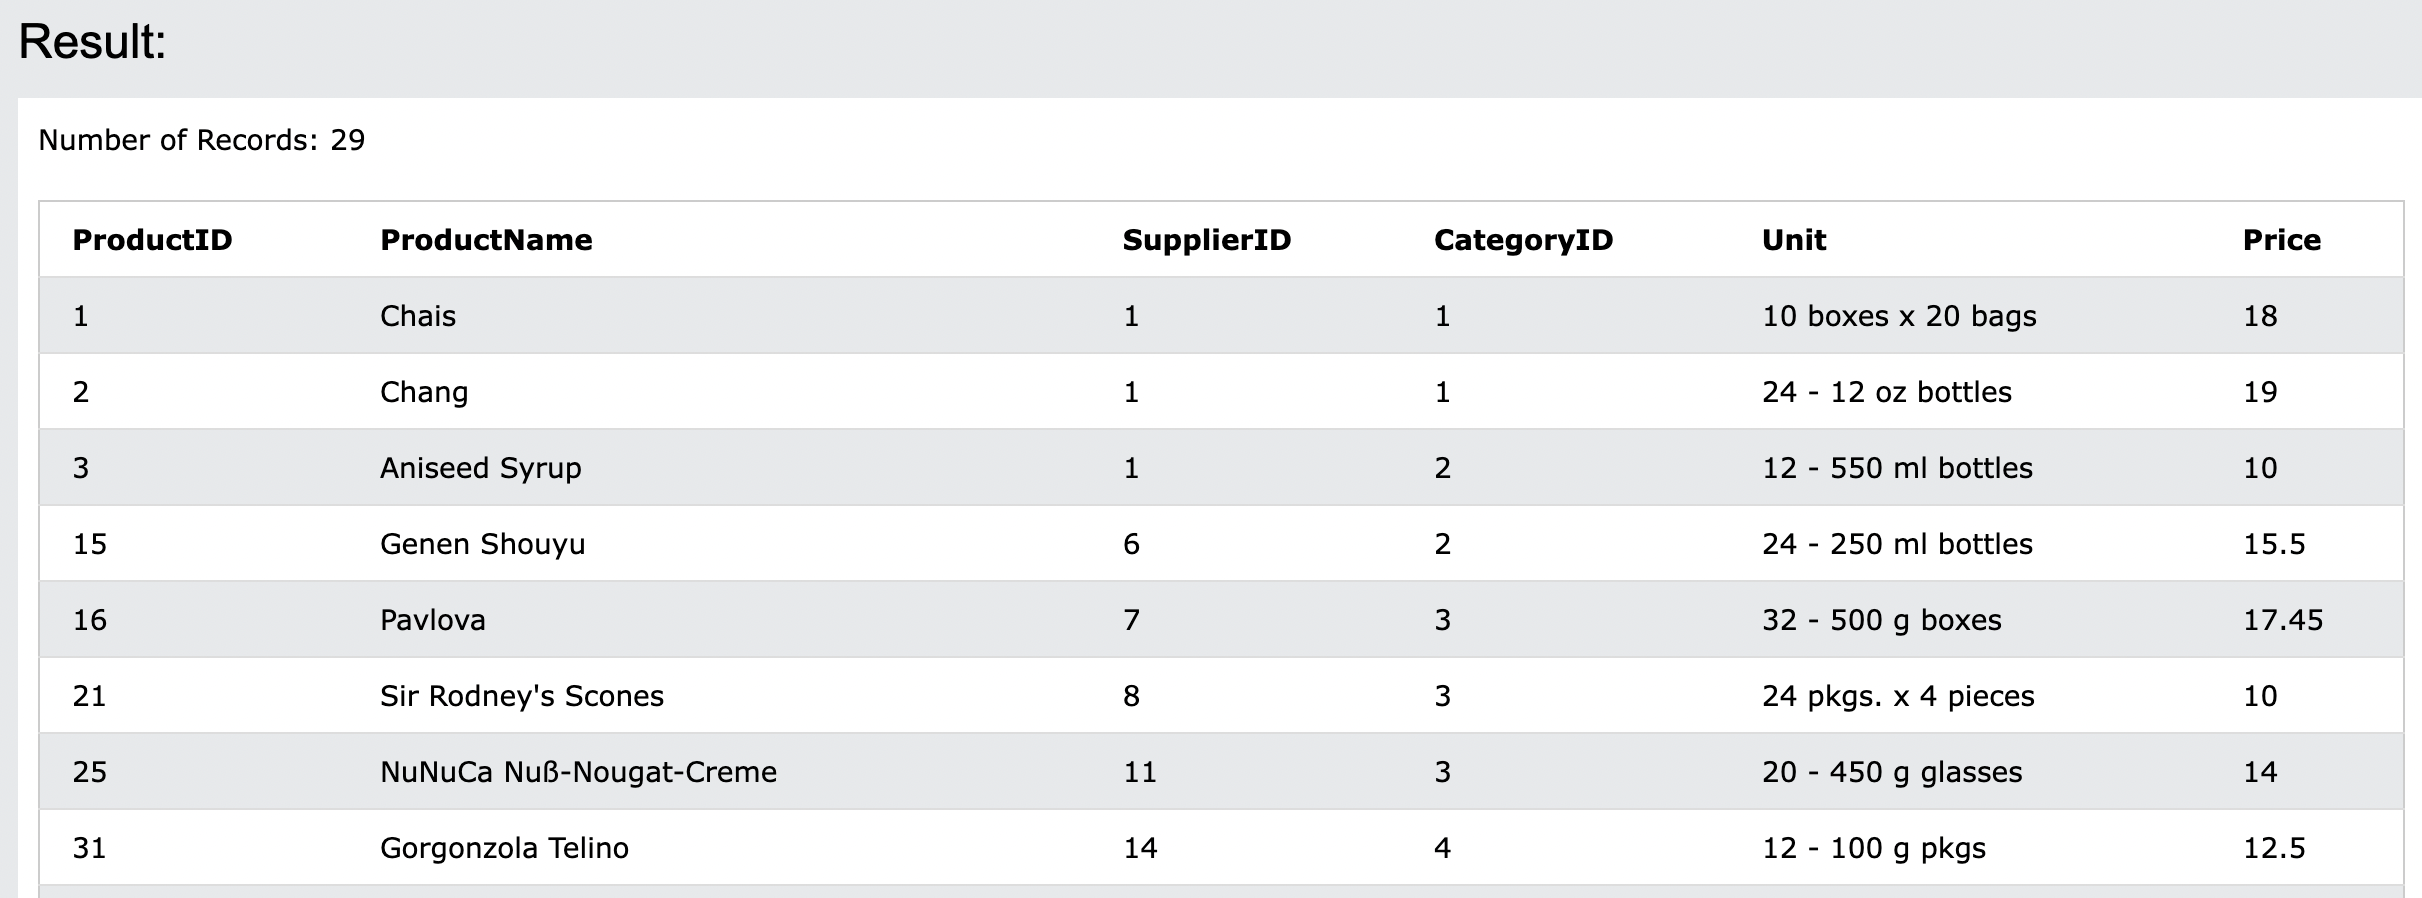 Result:
Number of Records: 29
ProductID ProductName SupplierID CategoryID Unit Price
1 Chais 1 1 10 boxes x 20 bags 18
2 Chang 1 1 24 - 12 oz bottles 19
3 Aniseed Syrup 1 2 12 - 550 ml bottles 10
15 Genen Shouyu 6 2 24 - 250 ml bottles 15.5
16 Pavlova 7 3 32 - 500 g boxes 17.45
21 Sir Rodney's Scones 8 3 24 pkgs. x 4 pieces 10
25 NuNuCa Nuß-Nougat-Creme 11 3 20 - 450 g glasses 14
31 Gorgonzola Telino 14 4 12 - 100 g pkgs 12.5